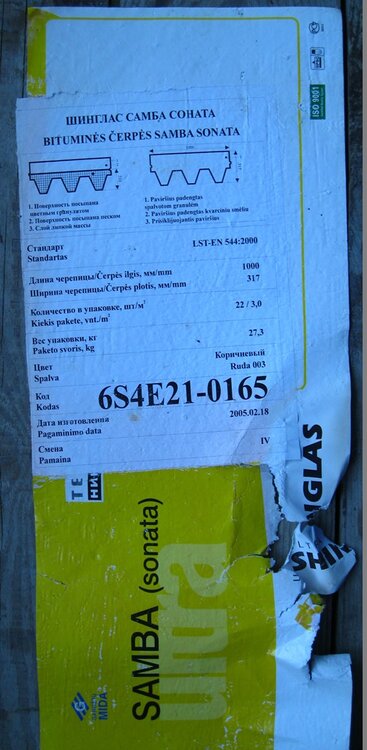 ISO 9001
ШИНГЛАС САМБА СОНАТА
BITUMINĖS ČERPĖS SAMBA SONATA
1. Поверхность посыпана
цветным гранулятом
2. Поверхность посыпана песком
3. Слой липкой массы
1. Paviršius padengtas
spalvotom granulėm
2. Paviršius padengtas kvarciniu smėliu
3. Prisiklijuojantis paviršius
Стандарт LST-EN 544:2000
Standartas
Длина черепицы/Čerpės ilgis, мм/mm 1000
Ширина черепицы/Čerpės plotis, мм/mm 317
Количество в упаковке, шт/м² 22 / 3,0
Kiekis pakete, vnt./m²
Вес упаковки, кг 27,3
Paketo svoris, kg
Цвет Коричневый
Spalva Ruda 003
Код 6S4E21-0165
Kodas
Дата изготовления 2005.02.18
Pagaminimo data
Смена IV
Pamaina
ТЕ
НИК
NGLAS
SHIN
SAMBA (sonata)
ultra
MIDA